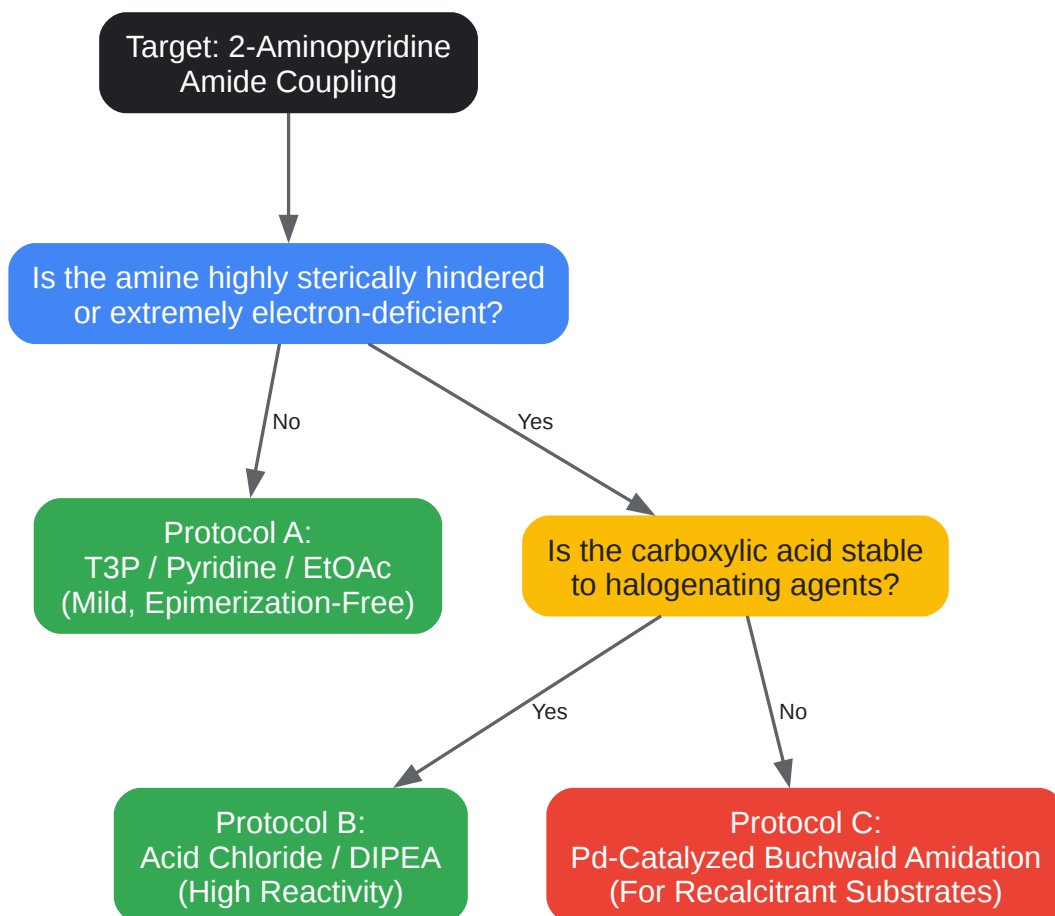 Target: 2-Aminopyridine
Amide Coupling
Is the amine highly sterically hindered
or extremely electron-deficient?
No
Yes
Protocol A:
T3P / Pyridine / EtOAc
(Mild, Epimerization-Free)
Is the carboxylic acid stable
to halogenating agents?
Yes
No
Protocol B:
Acid Chloride / DIPEA
(High Reactivity)
Protocol C:
Pd-Catalyzed Buchwald Amidation
(For Recalcitrant Substrates)